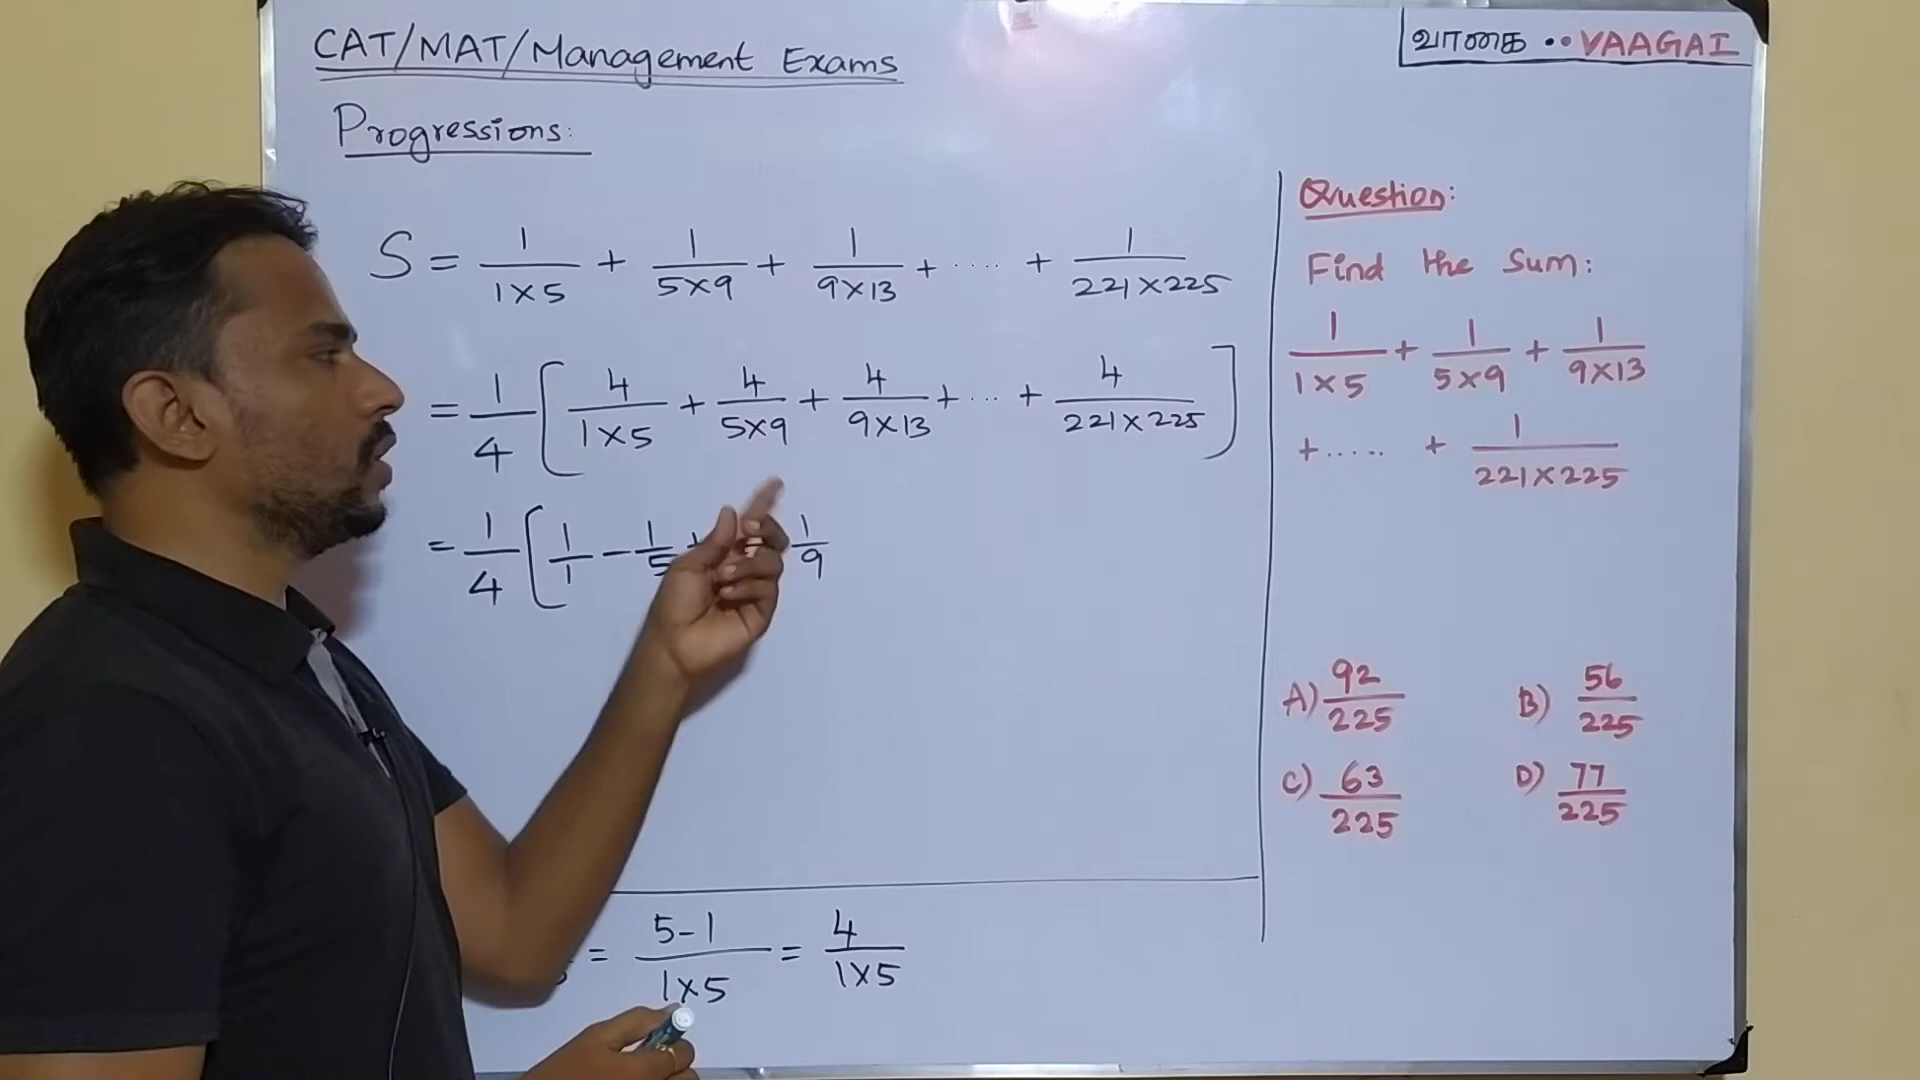 CAT/MAT/Management Exams
வாகை ..VAAGAI
Progressions:
S = 1/(1×5) + 1/(5×9) + 1/(9×13) + ..... + 1/(221×225)
= 1/4 [ 4/(1×5) + 4/(5×9) + 4/(9×13) + ... + 4/(221×225) ]
= 1/4 [ 1/1 - 1/5 + 1/9
= (5-1)/(1×5) = 4/(1×5)
Question:
Find the Sum:
1/(1×5) + 1/(5×9) + 1/(9×13)
+ ..... + 1/(221×225)
A) 92/225 B) 56/225
C) 63/225 D) 77/225